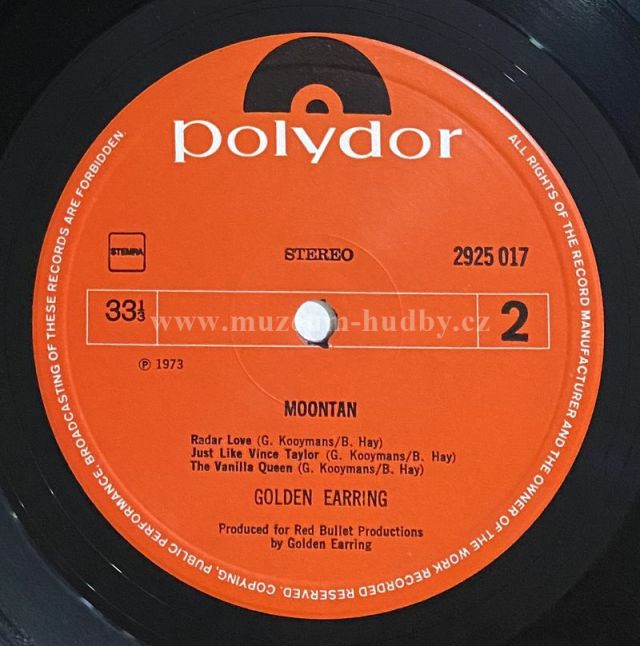 polydor
STEMRA
STEREO
2925 017
33⅓
2
www.muzeum-hudby.cz
℗ 1973
MOONTAN
Radar Love (G. Kooymans/B. Hay)
Just Like Vince Taylor (G. Kooymans/B. Hay)
The Vanilla Queen (G. Kooymans/B. Hay)
GOLDEN EARRING
Produced for Red Bullet Productions
by Golden Earring
ALL RIGHTS OF THE RECORD MANUFACTURER AND THE OWNER OF THE WORK RECORDED RESERVED. COPYING, PUBLIC PERFORMANCE, BROADCASTING OF THESE RECORDS ARE FORBIDDEN.